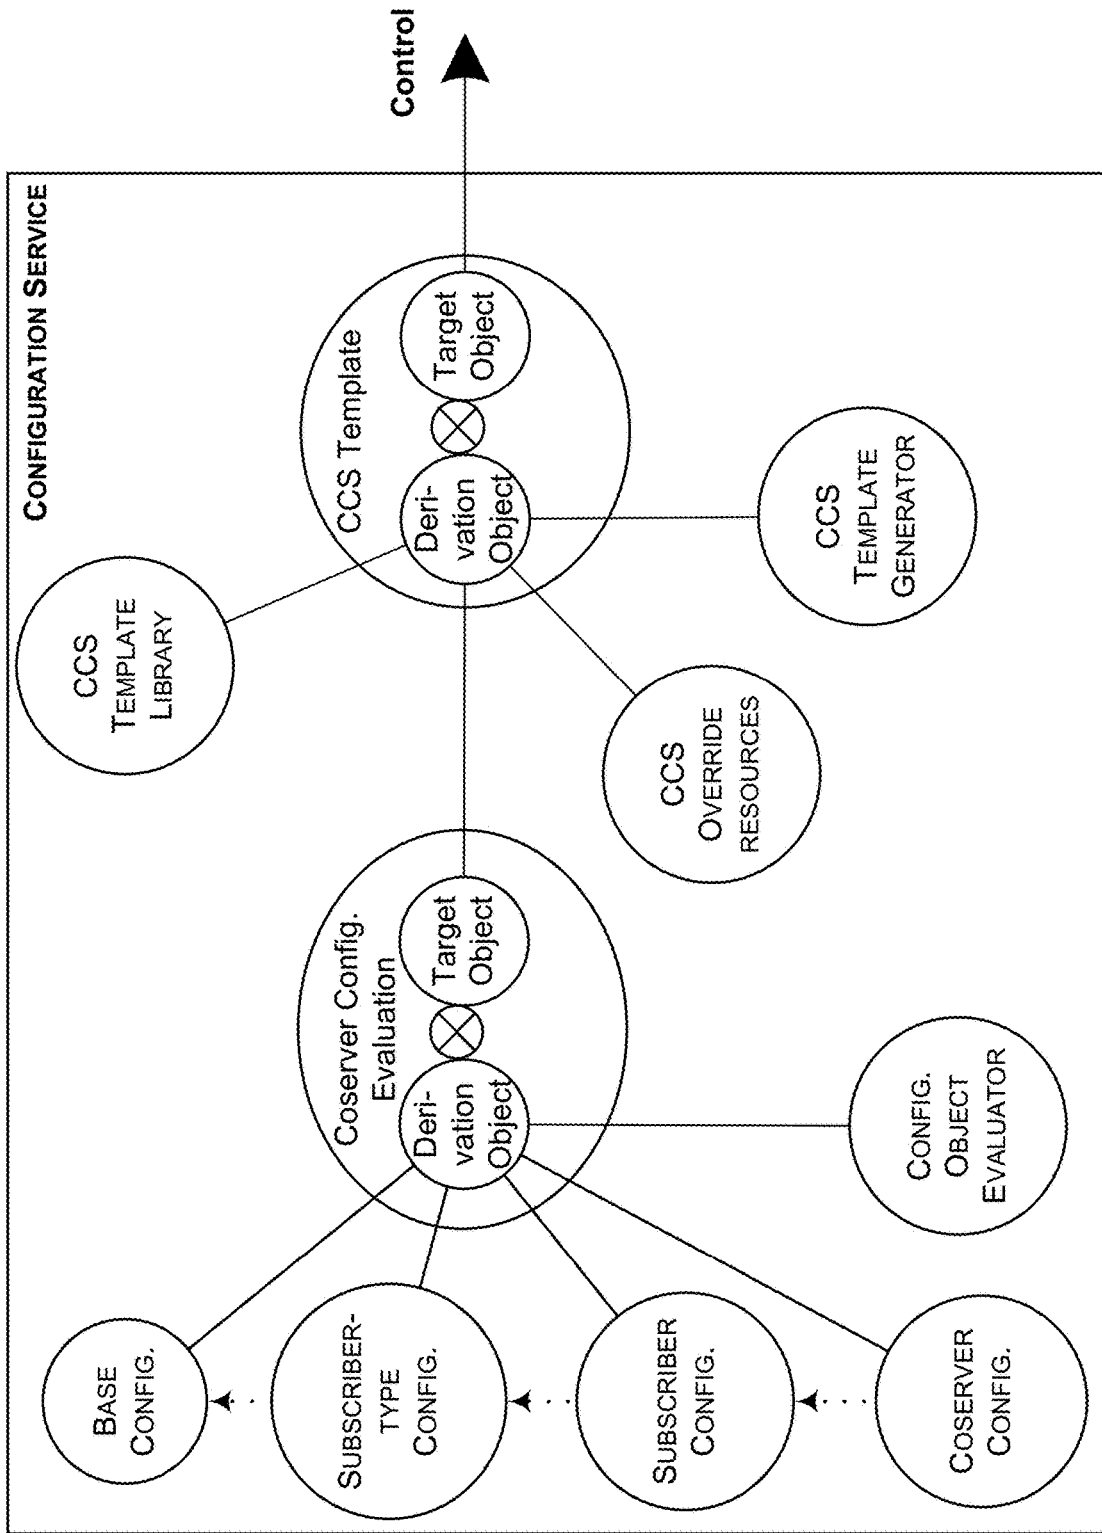 CONFIGURATION SERVICE
Control
BASE
CONFIG.
SUBSCRIBER-
TYPE
CONFIG.
SUBSCRIBER
CONFIG.
COSERVER
CONFIG.
Coserver Config.
Evaluation
Deri-
vation
Object
Target
Object
CONFIG.
OBJECT
EVALUATOR
CCS
TEMPLATE
LIBRARY
CCS
OVERRIDE
RESOURCES
CCS Template
Deri-
vation
Object
Target
Object
CCS
TEMPLATE
GENERATOR